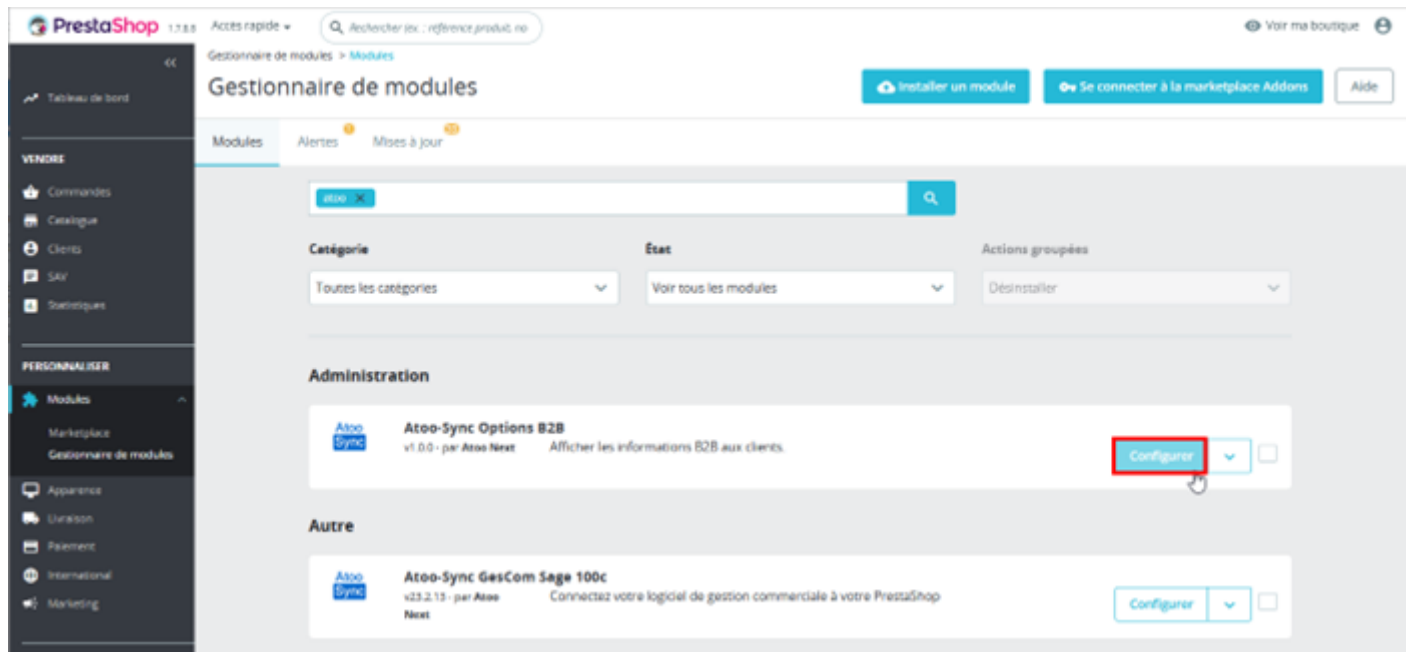 PrestaShop 1.7.8.8 Accès rapide Rechercher (ex. : référence produit, no Voir ma boutique
Gestionnaire de modules > Modules
Gestionnaire de modules
Installer un module
Se connecter à la marketplace Addons
Aide
Tableau de bord
Modules Alertes Mises à jour
VENDRE
Commandes
Catalogue
Clients
SAV
Statistiques
PERSONNALISER
Modules
Marketplace
Gestionnaire de modules
Apparence
Livraison
Paiement
International
Marketing
atoo
Catégorie État Actions groupées
Toutes les catégories Voir tous les modules Désinstaller
Administration
Atoo Sync
Atoo-Sync Options B2B
v1.0.0 - par Atoo Next Afficher les informations B2B aux clients.
Configurer
Autre
Atoo Sync
Atoo-Sync GesCom Sage 100c
v23.2.13 - par Atoo Next Connectez votre logiciel de gestion commerciale à votre PrestaShop
Configurer